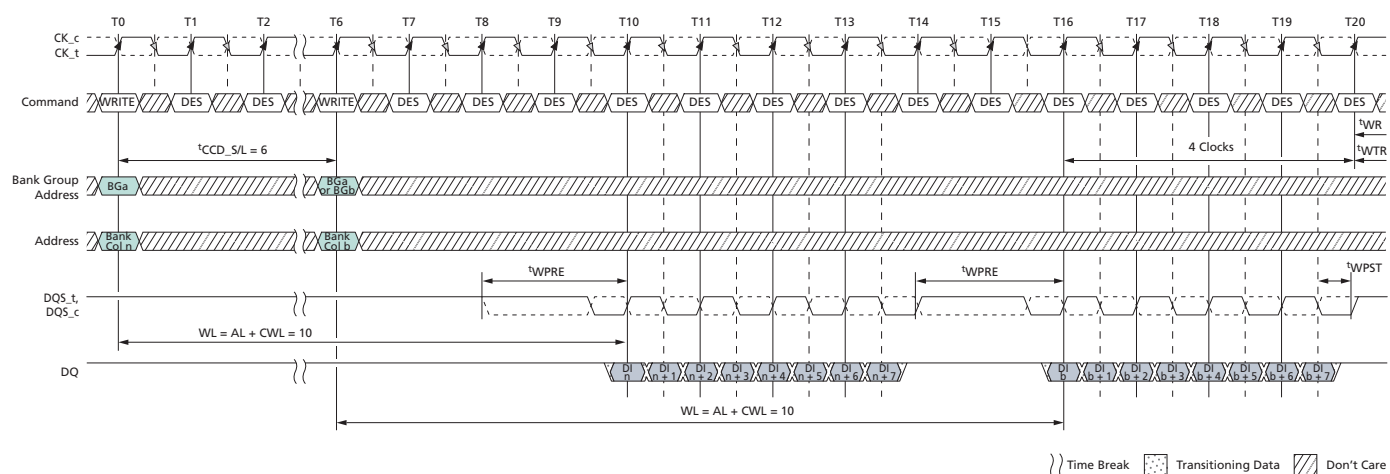 T0 T1 T2 T6 T7 T8 T9 T10 T11 T12 T13 T14 T15 T16 T17 T18 T19 T20
CK_c
CK_t
Command WRITE DES DES WRITE DES DES DES DES DES DES DES DES DES DES DES DES DES DES
tWR
tCCD_S/L = 6
4 Clocks
tWTR
Bank Group
Address
BGa
BGa
or BGb
Address
Bank
Col n
Bank
Col b
tWPRE
tWPRE
tWPST
DQS_t,
DQS_c
WL = AL + CWL = 10
DQ
DI
n
DI
n + 1
DI
n + 2
DI
n + 3
DI
n + 4
DI
n + 5
DI
n + 6
DI
n + 7
DI
b
DI
b + 1
DI
b + 2
DI
b + 3
DI
b + 4
DI
b + 5
DI
b + 6
DI
b + 7
WL = AL + CWL = 10
Time Break Transitioning Data Don't Care